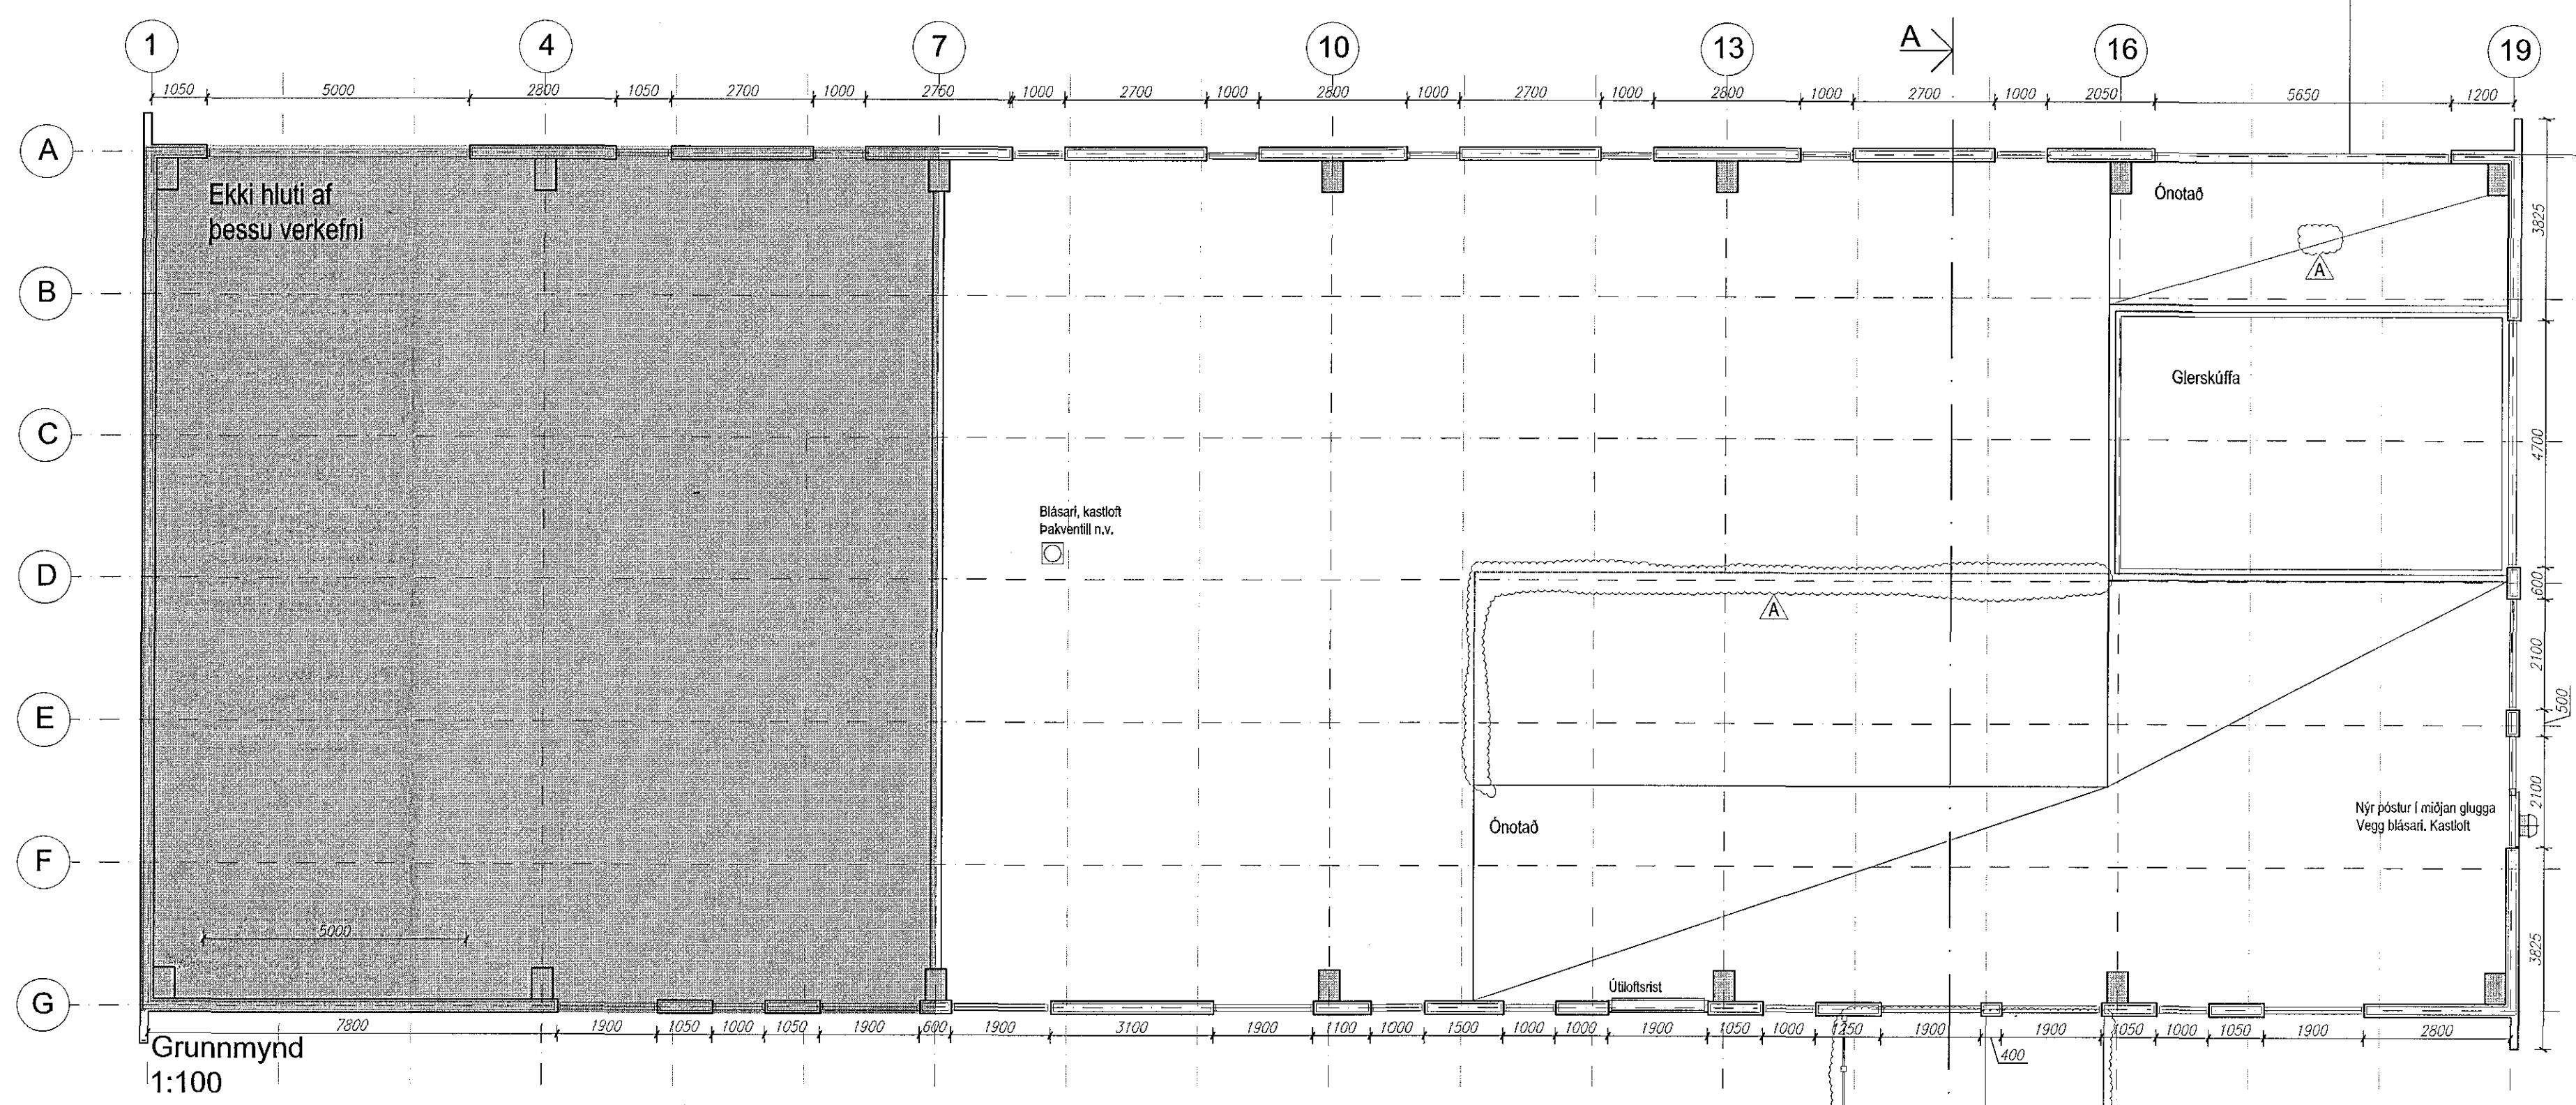 1 4 7 10 13 A 16 19
1050 5000 2800 1050 2700 1000 2750 1000 2700 1000 2800 1000 2700 1000 2800 1000 2700 1000 2050 5650 1200
A
Ekki hluti af
þessu verkefni
Ónotað
3825
A
B
Glerskúffa
C
4700
Blásari, kastloft
Þakventill n.v.
D
600
A
2100
E
500
2100
Nýr póstur í miðjan glugga
Vegg blásari. Kastloft
Ónotað
F
5000
3825
Útiloftsrist
G
7800 1900 1050 1000 1050 1900 600 1900 3100 1900 1100 1000 1500 1000 1000 1900 1050 1000 1250 1900 1900 1050 1000 1050 1900 2800
400
Grunnmynd
1:100